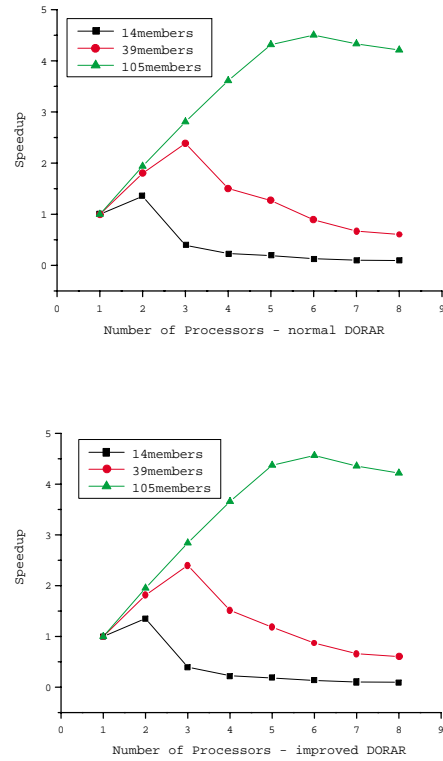 5
14members
39members
105members
4
3
Speedup
2
1
0
0 1 2 3 4 5 6 7 8 9
Number of Processors - normal DORAR
5
14members
39members
105members
4
3
Speedup
2
1
0
0 1 2 3 4 5 6 7 8 9
Number of Processors - improved DORAR